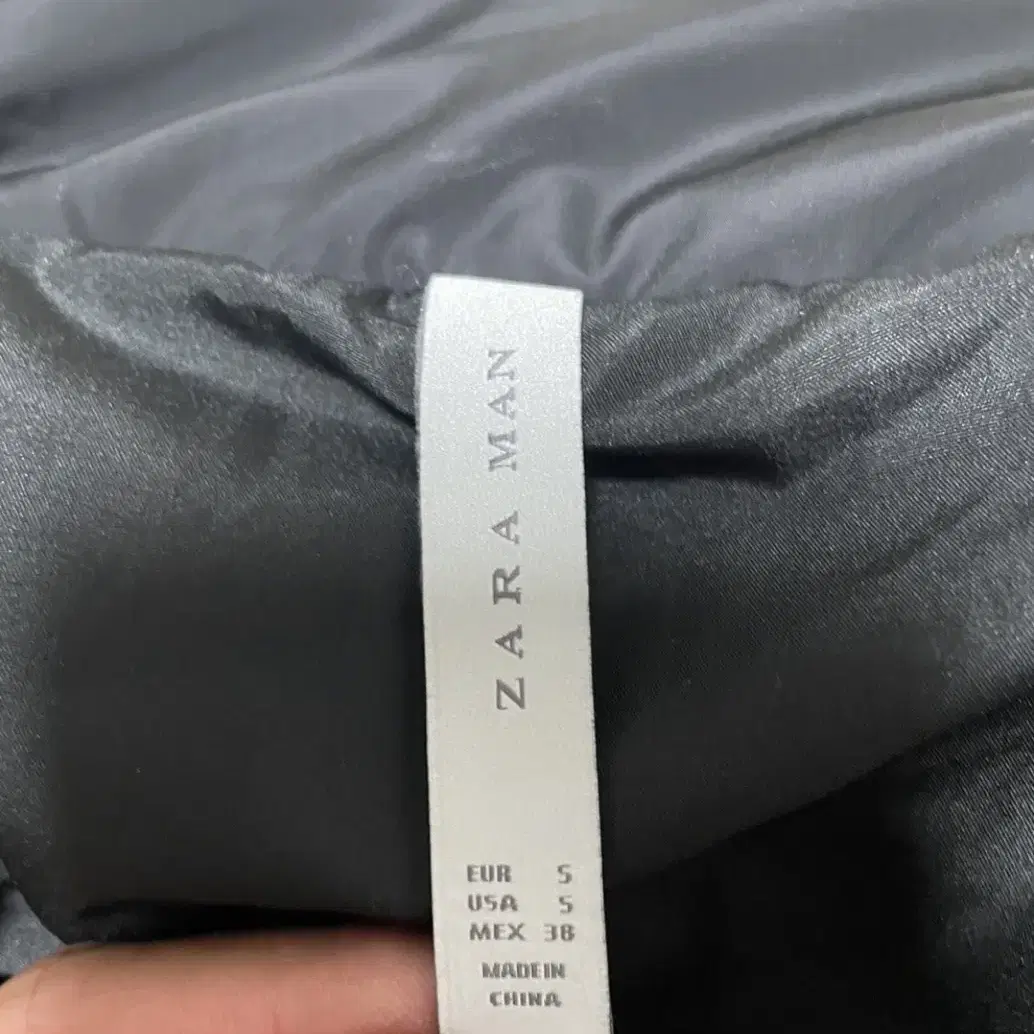 ZARA MAN
EUR S
USA S
MEX 38
MADE IN
CHINA